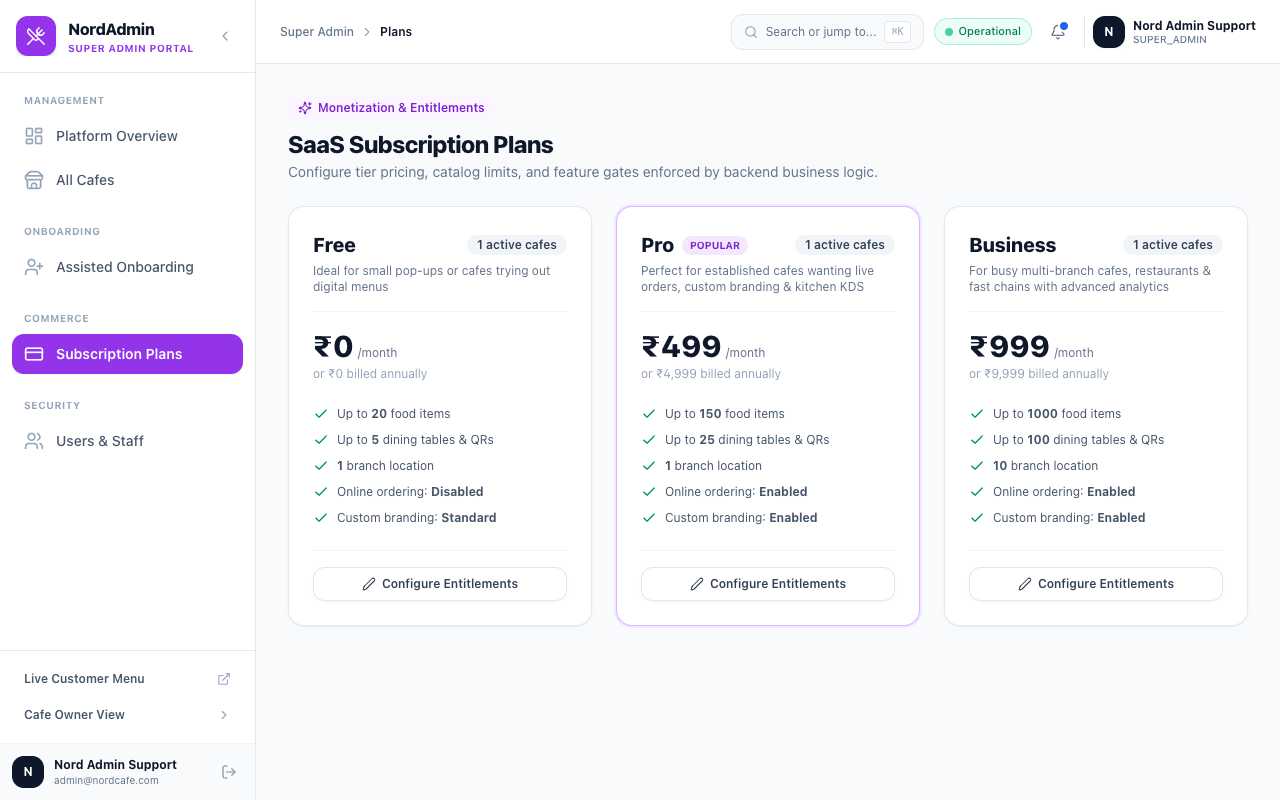 NordAdmin
SUPER ADMIN PORTAL
MANAGEMENT
Platform Overview
All Cafes
ONBOARDING
Assisted Onboarding
COMMERCE
Subscription Plans
SECURITY
Users & Staff
Live Customer Menu
Cafe Owner View
N
Nord Admin Support
admin@nordcafe.com
Super Admin > Plans
Search or jump to... ⌘K
Operational
N
Nord Admin Support
SUPER_ADMIN
Monetization & Entitlements
SaaS Subscription Plans
Configure tier pricing, catalog limits, and feature gates enforced by backend business logic.
Free
1 active cafes
Ideal for small pop-ups or cafes trying out
digital menus
₹0 /month
or ₹0 billed annually
Up to 20 food items
Up to 5 dining tables & QRs
1 branch location
Online ordering: Disabled
Custom branding: Standard
Configure Entitlements
Pro POPULAR
1 active cafes
Perfect for established cafes wanting live
orders, custom branding & kitchen KDS
₹499 /month
or ₹4,999 billed annually
Up to 150 food items
Up to 25 dining tables & QRs
1 branch location
Online ordering: Enabled
Custom branding: Enabled
Configure Entitlements
Business
1 active cafes
For busy multi-branch cafes, restaurants &
fast chains with advanced analytics
₹999 /month
or ₹9,999 billed annually
Up to 1000 food items
Up to 100 dining tables & QRs
10 branch location
Online ordering: Enabled
Custom branding: Enabled
Configure Entitlements